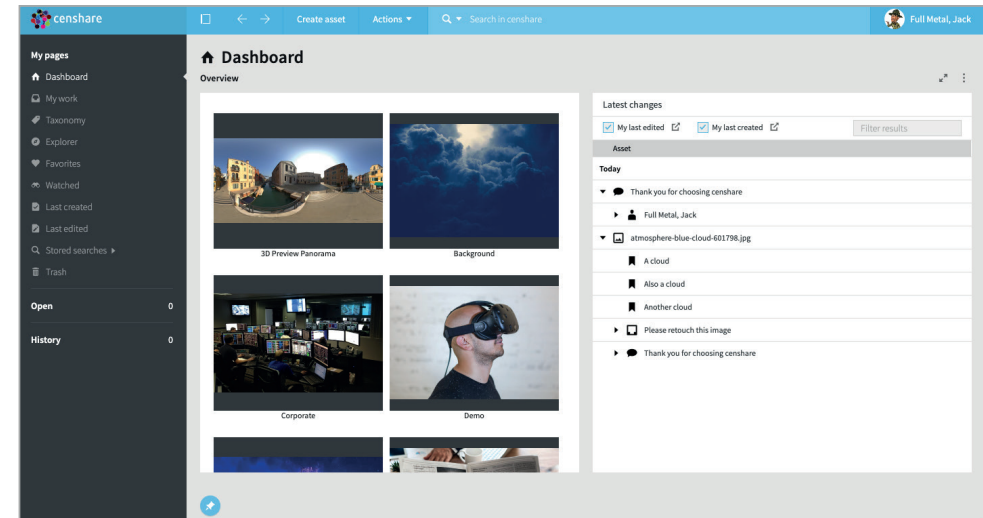 censhare
Create asset
Actions
Search in censhare
Full Metal, Jack
My pages
Dashboard
My work
Taxonomy
Explorer
Favorites
Watched
Last created
Last edited
Stored searches
Trash
Open 0
History 0
Dashboard
Overview
3D Preview Panorama
Background
Corporate
Demo
Latest changes
My last edited
My last created
Filter results
Asset
Today
Thank you for choosing censhare
Full Metal, Jack
atmosphere-blue-cloud-601798.jpg
A cloud
Also a cloud
Another cloud
Please retouch this image
Thank you for choosing censhare